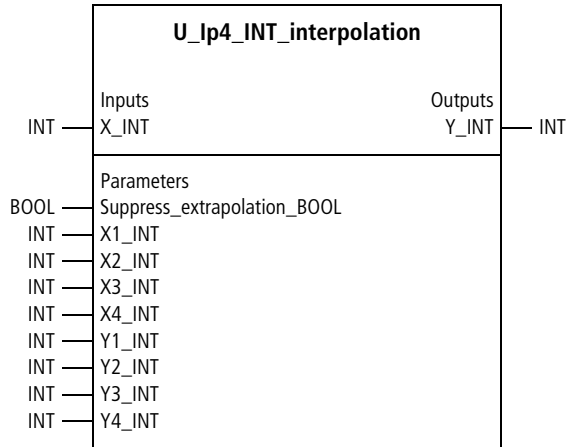 U_Ip4_INT_interpolation
Inputs Outputs
INT X_INT Y_INT INT
Parameters
BOOL Suppress_extrapolation_BOOL
INT X1_INT
INT X2_INT
INT X3_INT
INT X4_INT
INT Y1_INT
INT Y2_INT
INT Y3_INT
INT Y4_INT